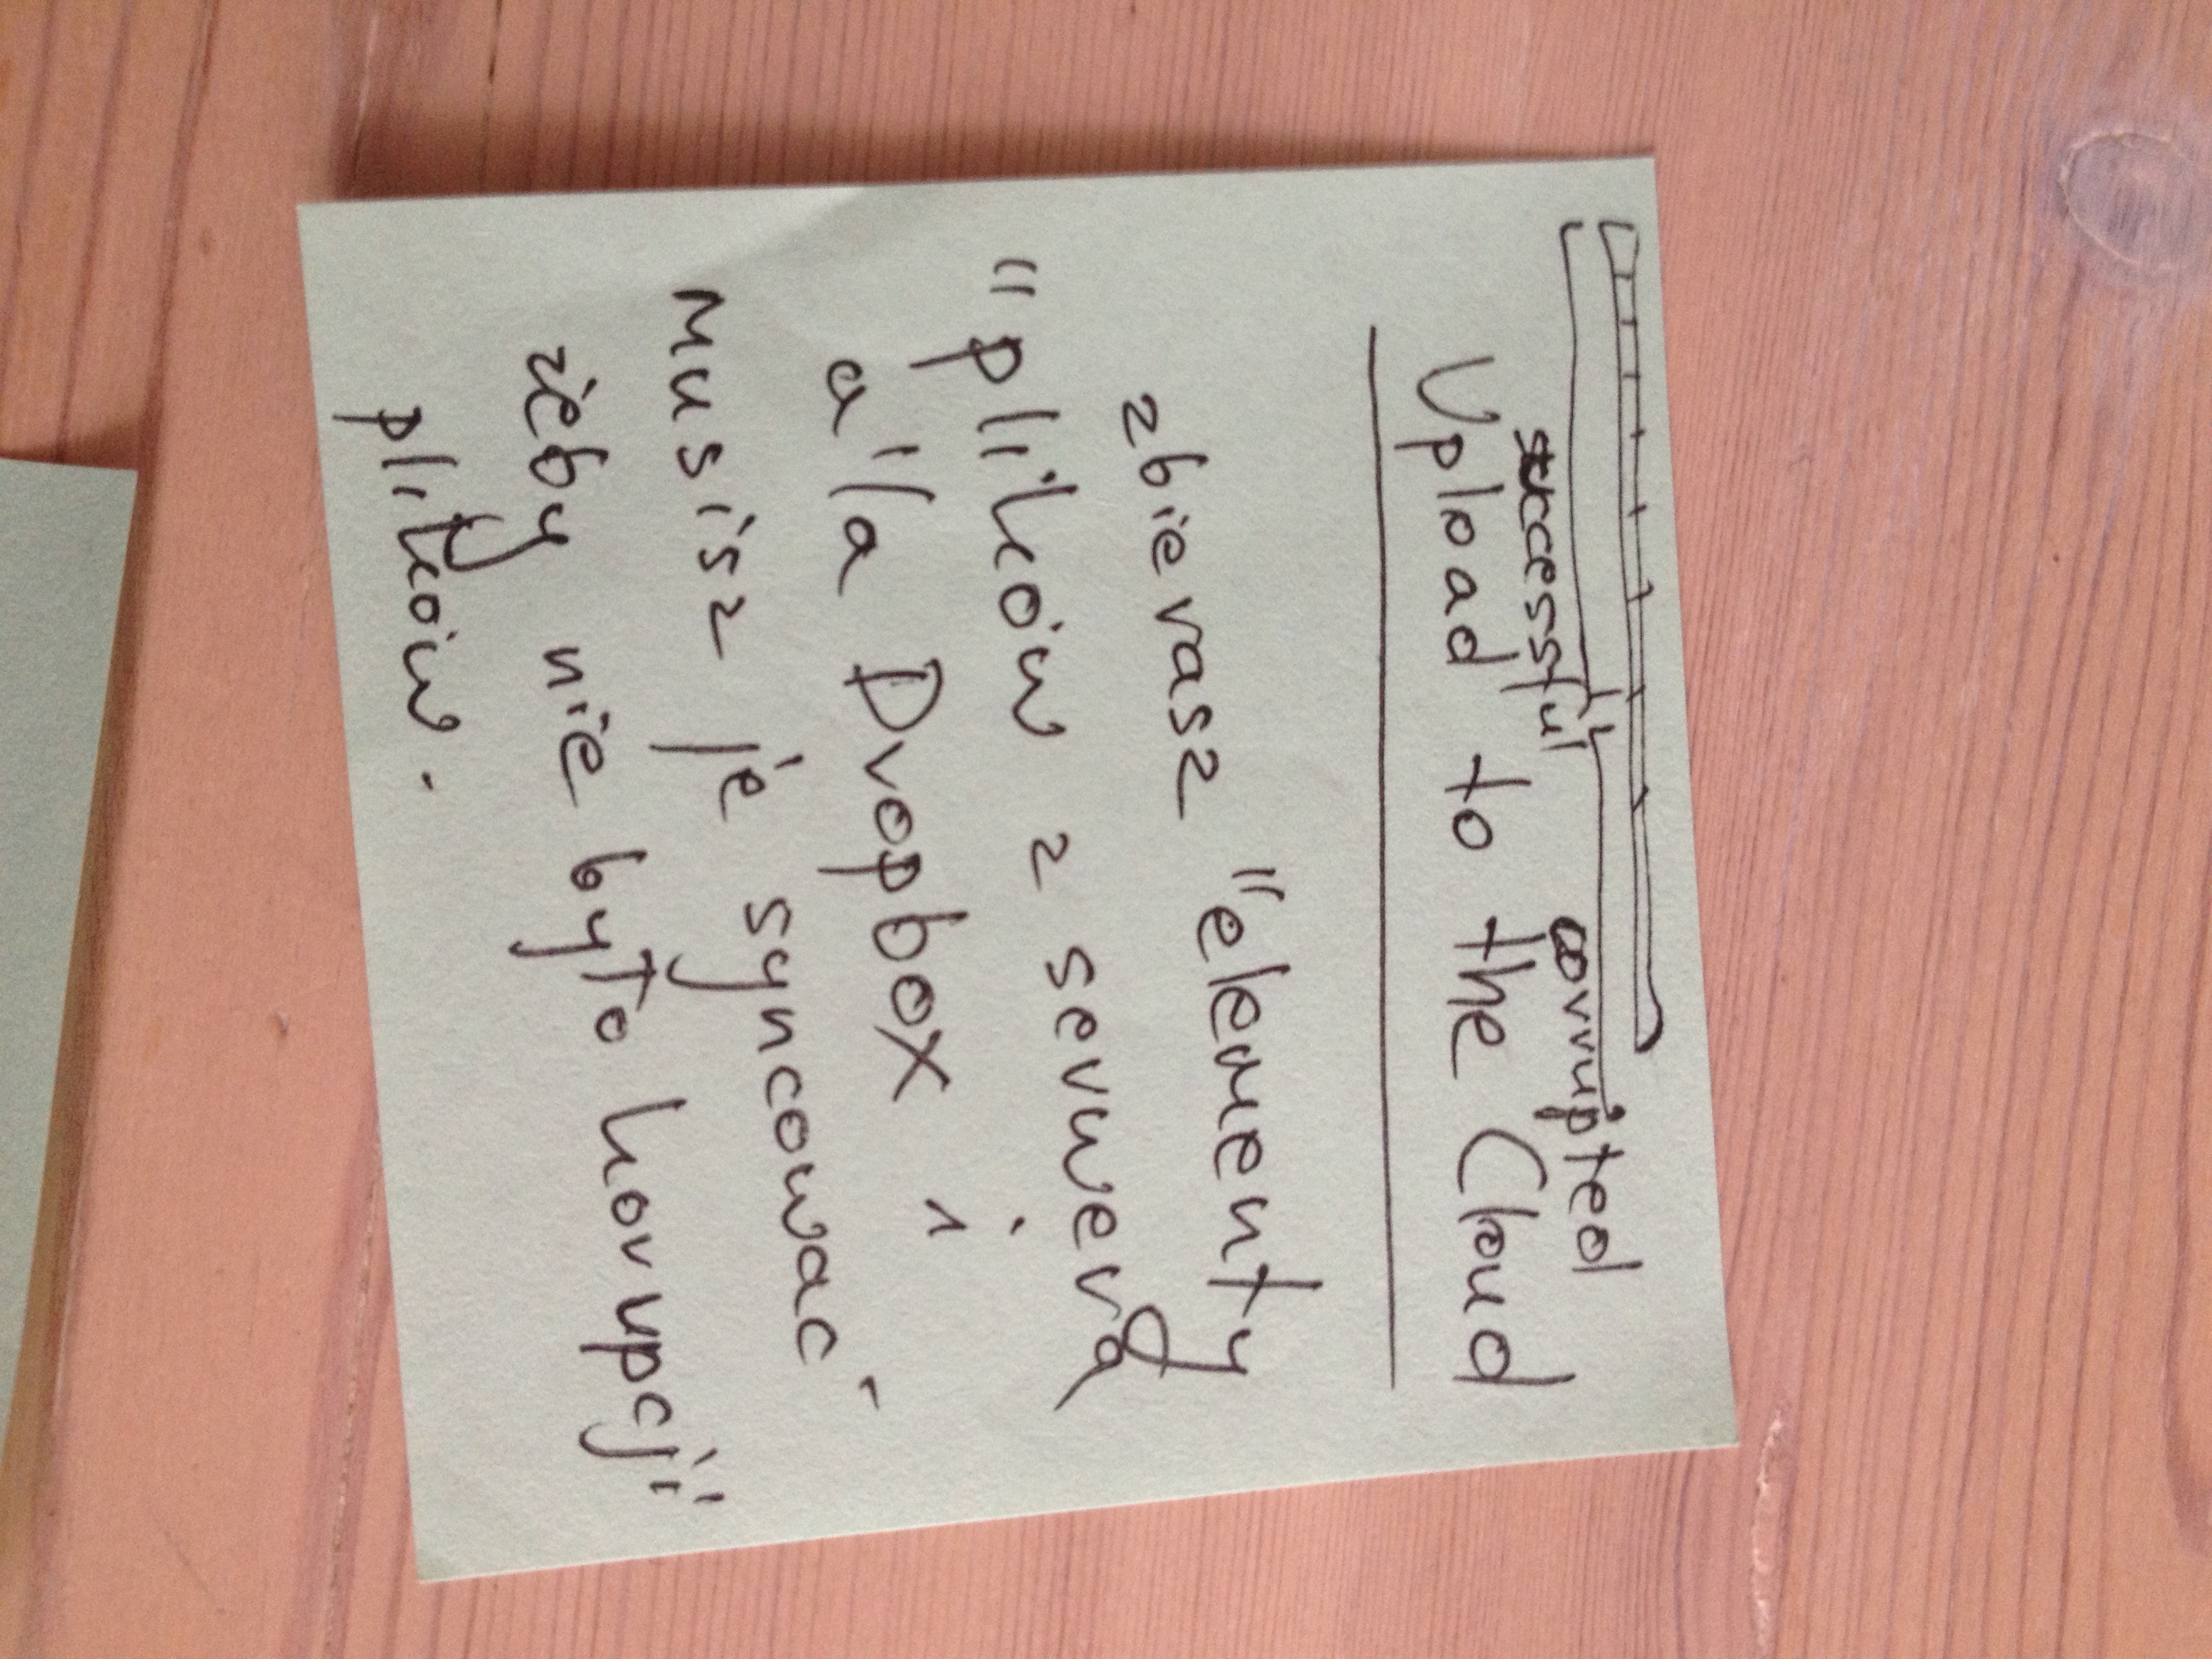 successful corrupted
Upload to the Cloud
zbierasz "elementy
"plików z serwera
a'la Dropbox i
musisz je syncować
żeby nie było korupcji"
plików.